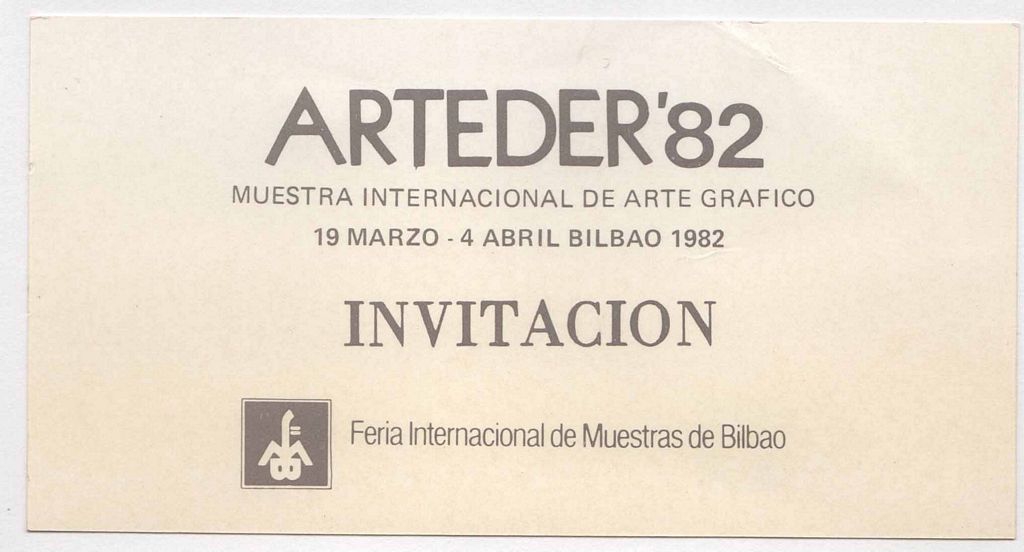 ARTEDER'82
MUESTRA INTERNACIONAL DE ARTE GRAFICO
19 MARZO - 4 ABRIL BILBAO 1982
INVITACION
Feria Internacional de Muestras de Bilbao